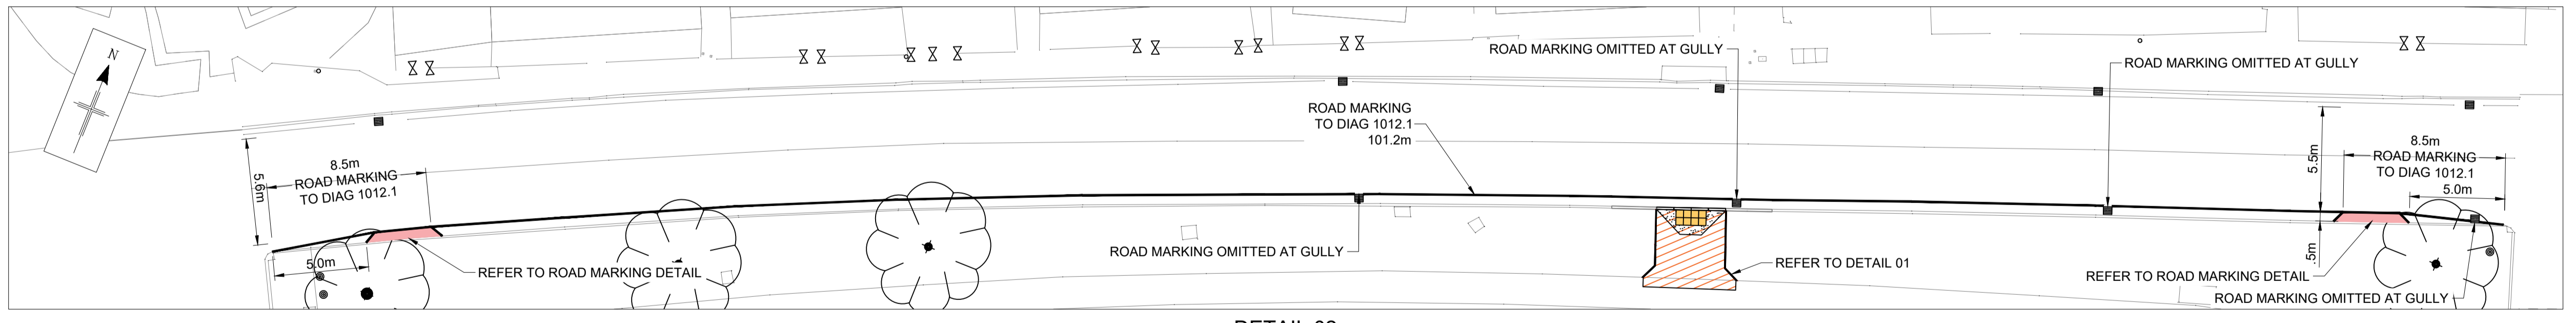 N
ROAD MARKING OMITTED AT GULLY
ROAD MARKING OMITTED AT GULLY
ROAD MARKING
TO DIAG 1012.1
101.2m
8.5m
ROAD MARKING
TO DIAG 1012.1
5.6m
5.0m
REFER TO ROAD MARKING DETAIL
ROAD MARKING OMITTED AT GULLY
REFER TO DETAIL 01
5.5m
8.5m
ROAD MARKING
TO DIAG 1012.1
5.0m
.5m
REFER TO ROAD MARKING DETAIL
ROAD MARKING OMITTED AT GULLY